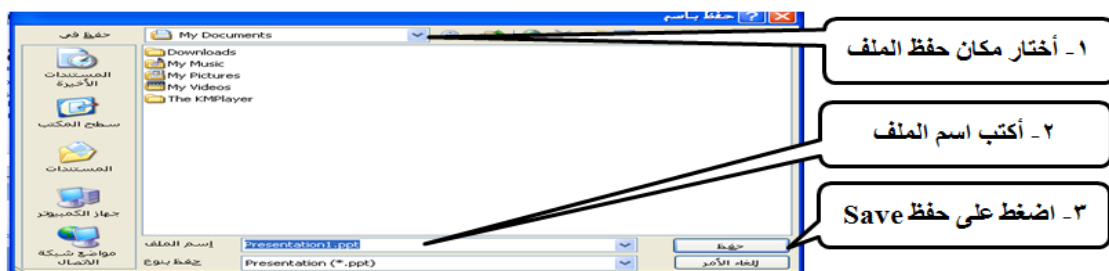 حفظ باسم
حفظ في
My Documents
Downloads
My Music
My Pictures
My Videos
The KMPlayer
المستندات
الأخيرة
سطح المكتب
المستندات
جهاز الكمبيوتر
مواضع شبكة
الاتصال
إسم الملف
Presentation1.ppt
حفظ
حفظ بنوع
Presentation (*.ppt)
إلغاء الأمر
١- أختار مكان حفظ الملف
٢- أكتب اسم الملف
٣- اضغط على حفظ Save